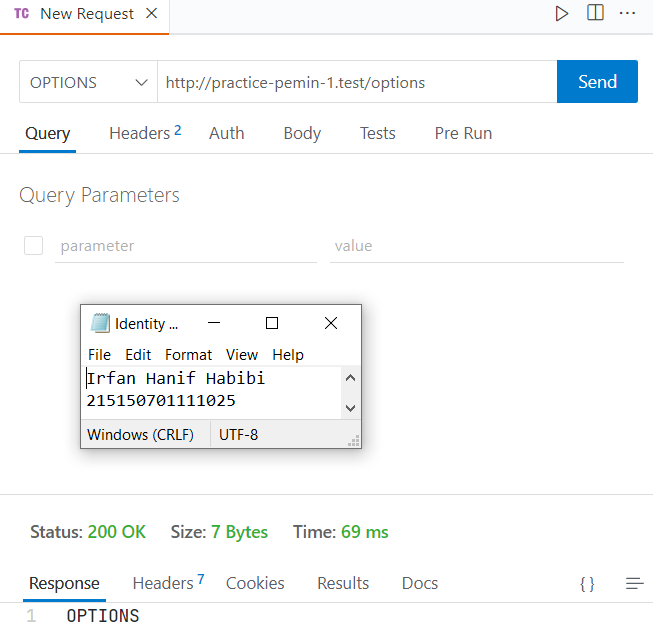 TC New Request
OPTIONS http://practice-pemin-1.test/options Send
Query Headers 2 Auth Body Tests Pre Run
Query Parameters
parameter value
Identity ...
File Edit Format View Help
Irfan Hanif Habibi
215150701111025
Windows (CRLF) UTF-8
Status: 200 OK Size: 7 Bytes Time: 69 ms
Response Headers 7 Cookies Results Docs { }
1 OPTIONS